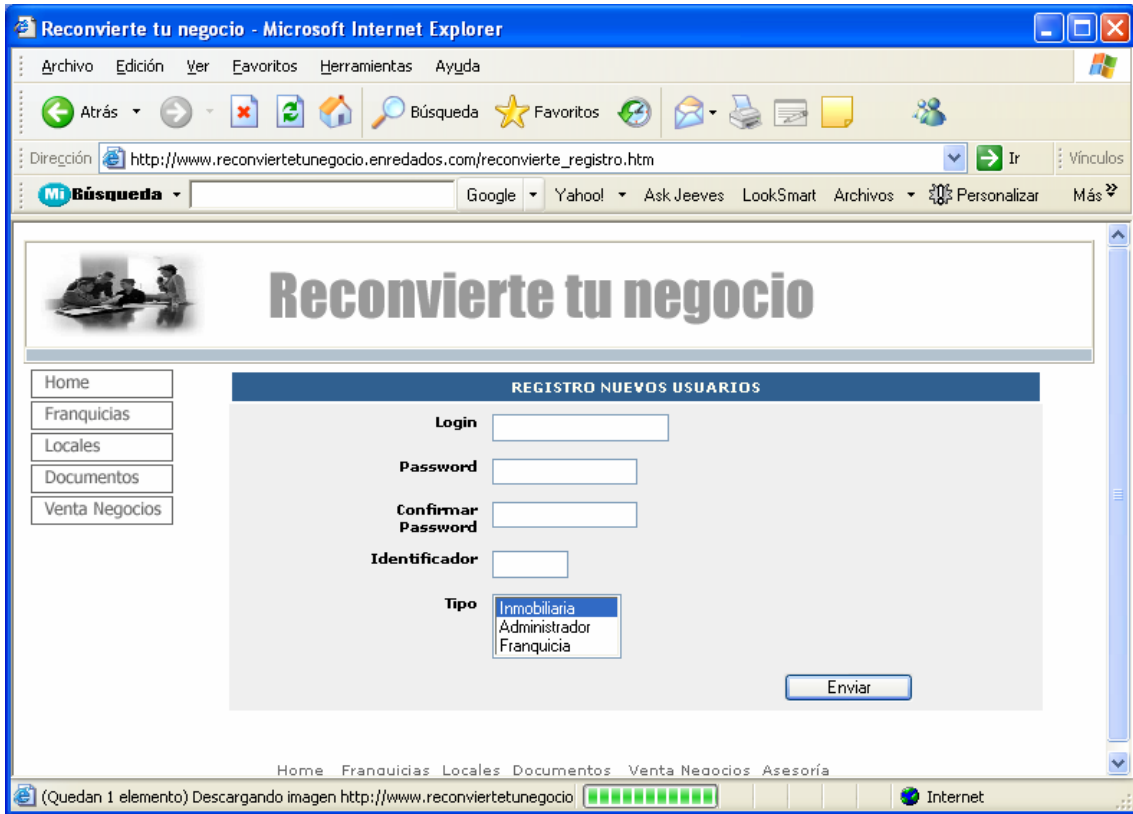 Reconvierte tu negocio - Microsoft Internet Explorer
Archivo Edición Ver Favoritos Herramientas Ayuda
Atrás Búsqueda Favoritos
Dirección http://www.reconviertetunegocio.enredados.com/reconvierte_registro.htm Ir Vínculos
Mi Búsqueda Google Yahoo! Ask Jeeves LookSmart Archivos Personalizar Más
Reconvierte tu negocio
Home
Franquicias
Locales
Documentos
Venta Negocios
REGISTRO NUEVOS USUARIOS
Login
Password
Confirmar
Password
Identificador
Tipo Inmobiliaria
Administrador
Franquicia
Enviar
Home Franquicias Locales Documentos Venta Negocios Asesoría
(Quedan 1 elemento) Descargando imagen http://www.reconviertetunegocio Internet